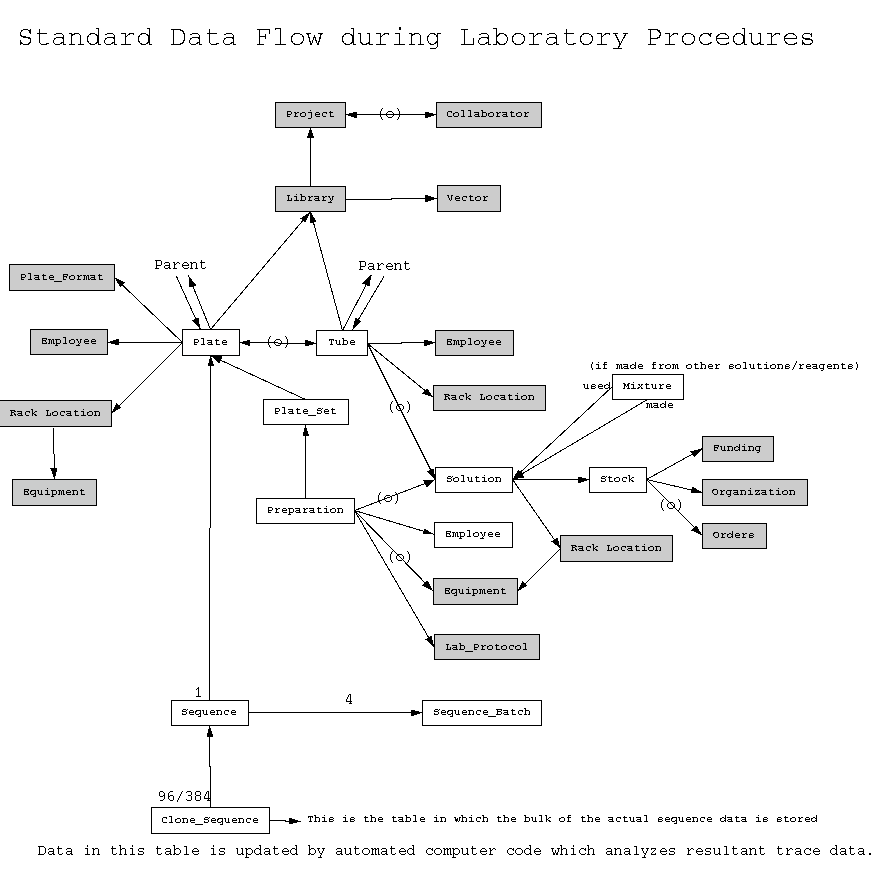 Standard Data Flow during Laboratory Procedures
Project
(o)
Collaborator
Library
Vector
Parent
Parent
Plate_Format
Employee
Plate
(o)
Tube
Employee
(if made from other solutions/reagents)
used
Mixture
made
Rack Location
Plate_Set
(o)
Rack Location
Funding
Equipment
Solution
Stock
Organization
Preparation
(o)
(o)
Orders
Employee
Rack Location
(o)
Equipment
Lab_Protocol
1
4
Sequence
Sequence_Batch
96/384
Clone_Sequence
This is the table in which the bulk of the actual sequence data is stored
Data in this table is updated by automated computer code which analyzes resultant trace data.